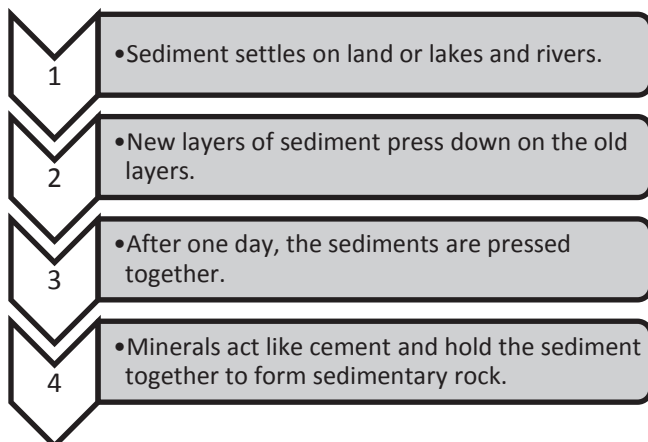 1
•Sediment settles on land or lakes and rivers.
2
•New layers of sediment press down on the old
layers.
3
•After one day, the sediments are pressed
together.
4
•Minerals act like cement and hold the sediment
together to form sedimentary rock.